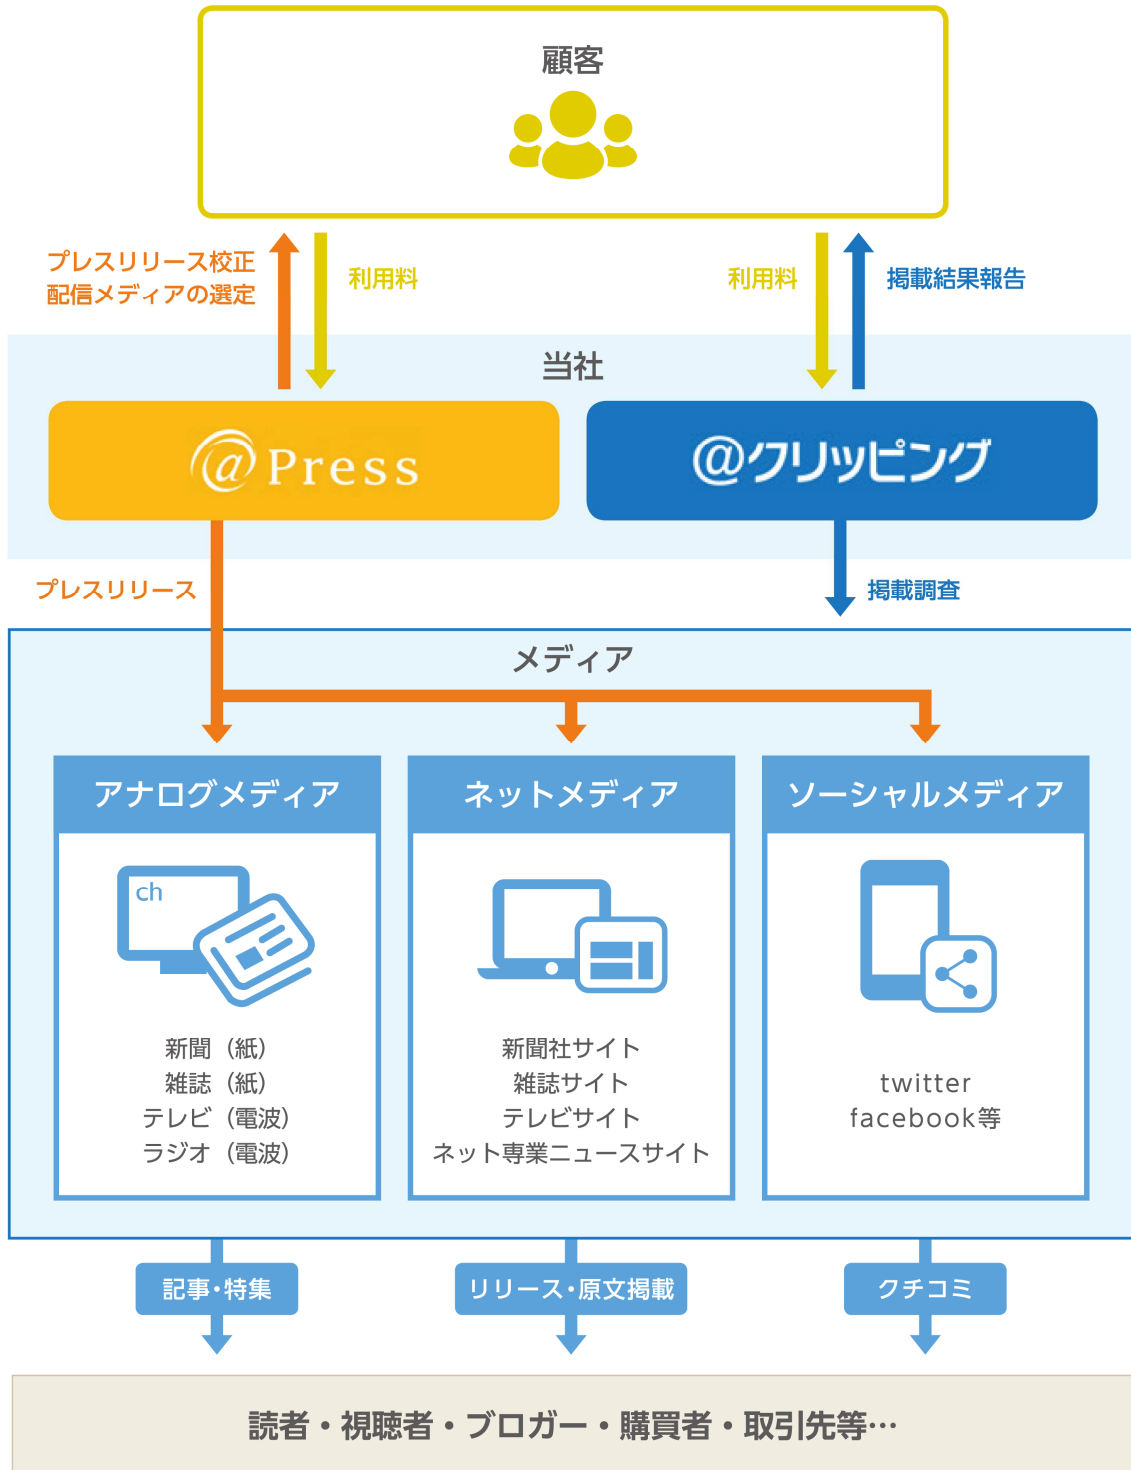 顧客
プレスリリース校正
配信メディアの選定
利用料
利用料
掲載結果報告
当社
@Press
@クリッピング
プレスリリース
掲載調査
メディア
アナログメディア
ch
新聞（紙）
雑誌（紙）
テレビ（電波）
ラジオ（電波）
ネットメディア
新聞社サイト
雑誌サイト
テレビサイト
ネット専業ニュースサイト
ソーシャルメディア
twitter
facebook等
記事・特集
リリース・原文掲載
クチコミ
読者・視聴者・ブロガー・購買者・取引先等…